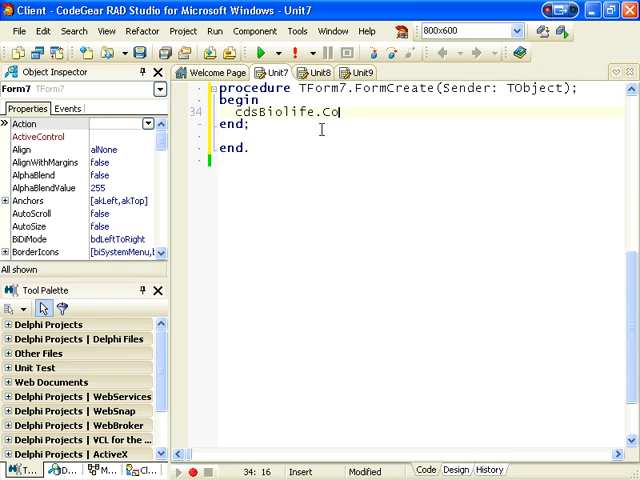 Client - CodeGear RAD Studio for Microsoft Windows - Unit7
800x600
File Edit Search View Refactor Project Run Component Tools Window Help
Object Inspector
Welcome Page Unit7 Unit8 Unit9
Form7 TForm7
Properties Events
Action
ActiveControl
Align alNone
AlignWithMargins false
AlphaBlend false
AlphaBlendValue 255
Anchors [akLeft,akTop]
AutoScroll false
AutoSize false
BiDiMode bdLeftToRight
BorderIcons [biSystemMenu,
All shown
procedure TForm7.FormCreate(Sender: TObject);
begin
34 cdsBiolife.Co
end;
end.
Tool Palette
Delphi Projects
Delphi Projects | Delphi Files
Other Files
Unit Test
Web Documents
Delphi Projects | WebServices
Delphi Projects | WebSnap
Delphi Projects | WebBroker
Delphi Projects | VCL for the ...
Delphi Projects | ActiveX
T... D... M... Cl...
34: 16 Insert Modified Code Design History